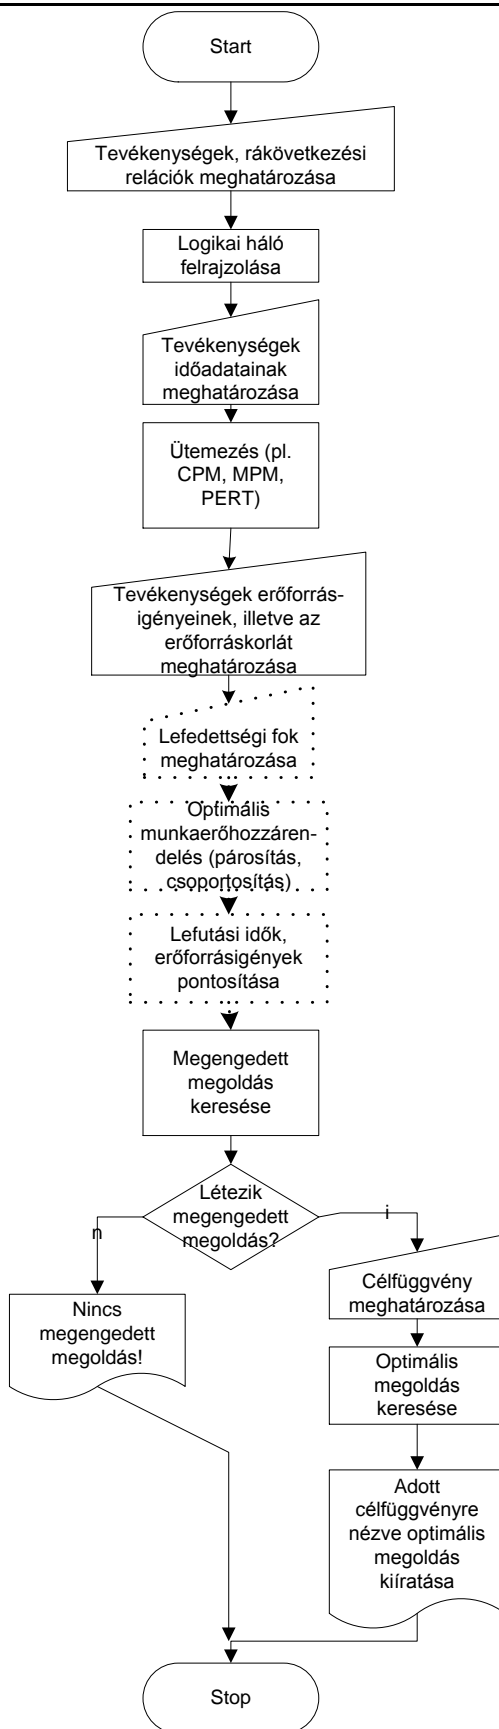 Start
Tevékenységek, rákövetkezési
relációk meghatározása
Logikai háló
felrajzolása
Tevékenységek
időadatainak
meghatározása
Ütemezés (pl.
CPM, MPM,
PERT)
Tevékenységek erőforrás-
igényeinek, illetve az
erőforráskorlát
meghatározása
Lefedettségi fok
meghatározása
Optimális
munkaerőhozzáren-
delés (párosítás,
csoportosítás)
Lefutási idők,
erőforrásigények
pontosítása
Megengedett
megoldás
keresése
Létezik
megengedett
megoldás?
n
i
Nincs
megengedett
megoldás!
Célfüggvény
meghatározása
Optimális
megoldás
keresése
Adott
célfüggvényre
nézve optimális
megoldás
kiíratása
Stop